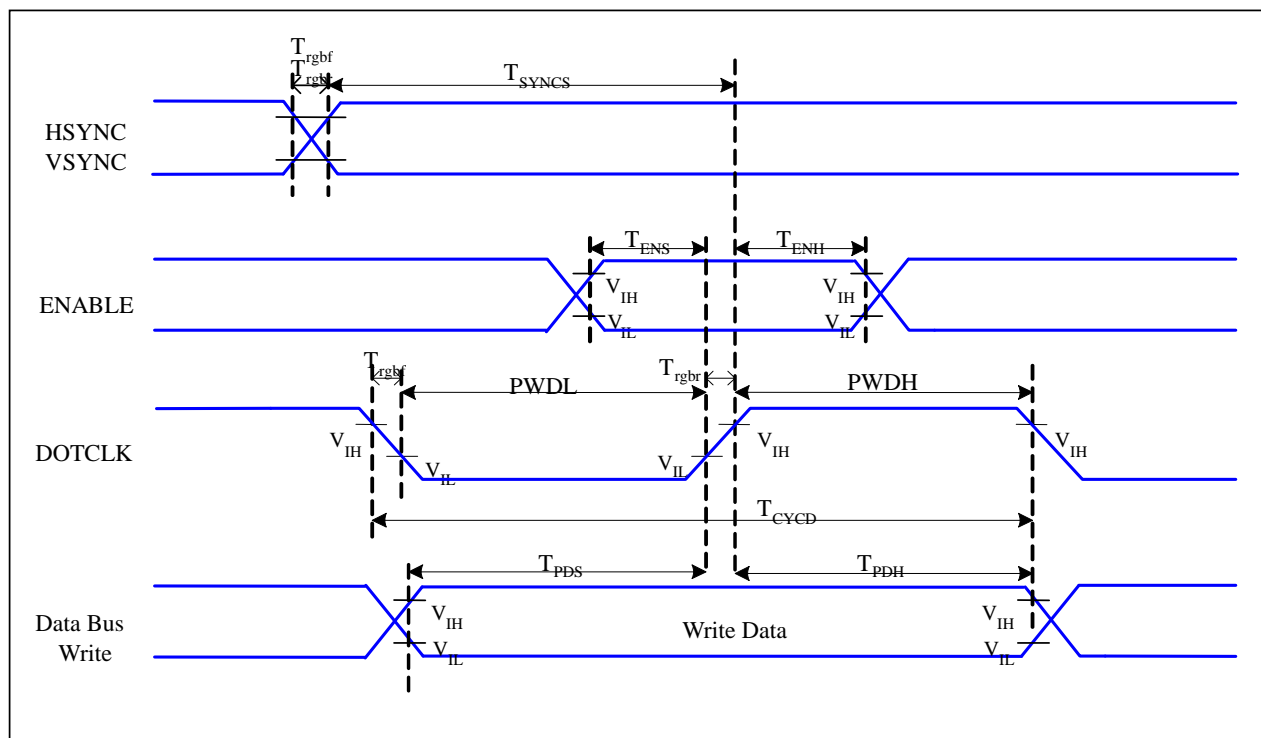 Trgbf
Trgbr
TSYNCS
HSYNC
VSYNC
TENS
TENH
ENABLE
VIH
VIH
VIL
VIL
Trgbf
PWDL
Trgbr
PWDH
DOTCLK
VIH
VIL
VIL
VIH
VIH
TCYCD
TPDS
TPDH
Data Bus
Write
VIH
VIL
Write Data
VIH
VIL